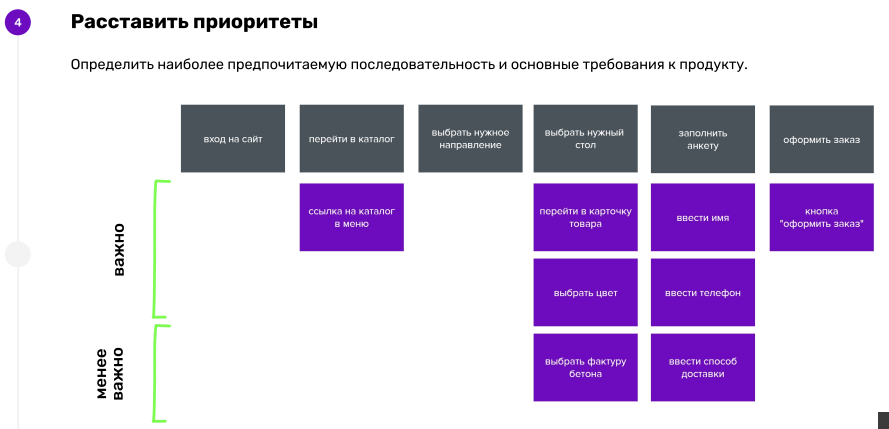 4
Расставить приоритеты
Определить наиболее предпочитаемую последовательность и основные требования к продукту.
вход на сайт
перейти в каталог
выбрать нужное
направление
выбрать нужный
стол
заполнить
анкету
оформить заказ
важно
ссылка на каталог
в меню
перейти в карточку
товара
ввести имя
кнопка
"оформить заказ"
выбрать цвет
ввести телефон
менее
важно
выбрать фактуру
бетона
ввести способ
доставки